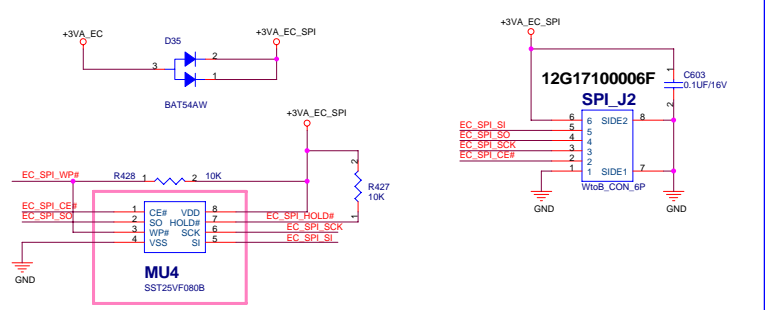 +3VA_EC
D35
+3VA_EC_SPI
3
2
1
BAT54AW
+3VA_EC_SPI
EC_SPI_WP#
R428
1
2
10K
2
R427
10K
1
EC_SPI_CE#
1
CE#
VDD
8
EC_SPI_SO
2
SO
HOLD#
7
EC_SPI_HOLD#
3
WP#
SCK
6
EC_SPI_SCK
4
VSS
SI
5
EC_SPI_SI
GND
MU4
SST25VF080B
+3VA_EC_SPI
12G17100006F
SPI_J2
1
C603
0.1UF/16V
2
6
6
SIDE2
8
EC_SPI_SI
5
5
EC_SPI_SO
4
4
EC_SPI_SCK
3
3
EC_SPI_CE#
2
2
1
1
SIDE1
7
WtoB_CON_6P
GND
GND